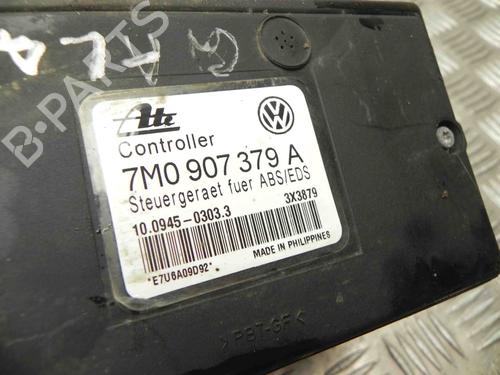 B-PARTS
Ate
Controller
7M0 907 379 A
Steuergeraet fuer ABS/EDS
10.0945-0303.3 3X3879
MADE IN PHILIPPINES
*E7U6A09D92*